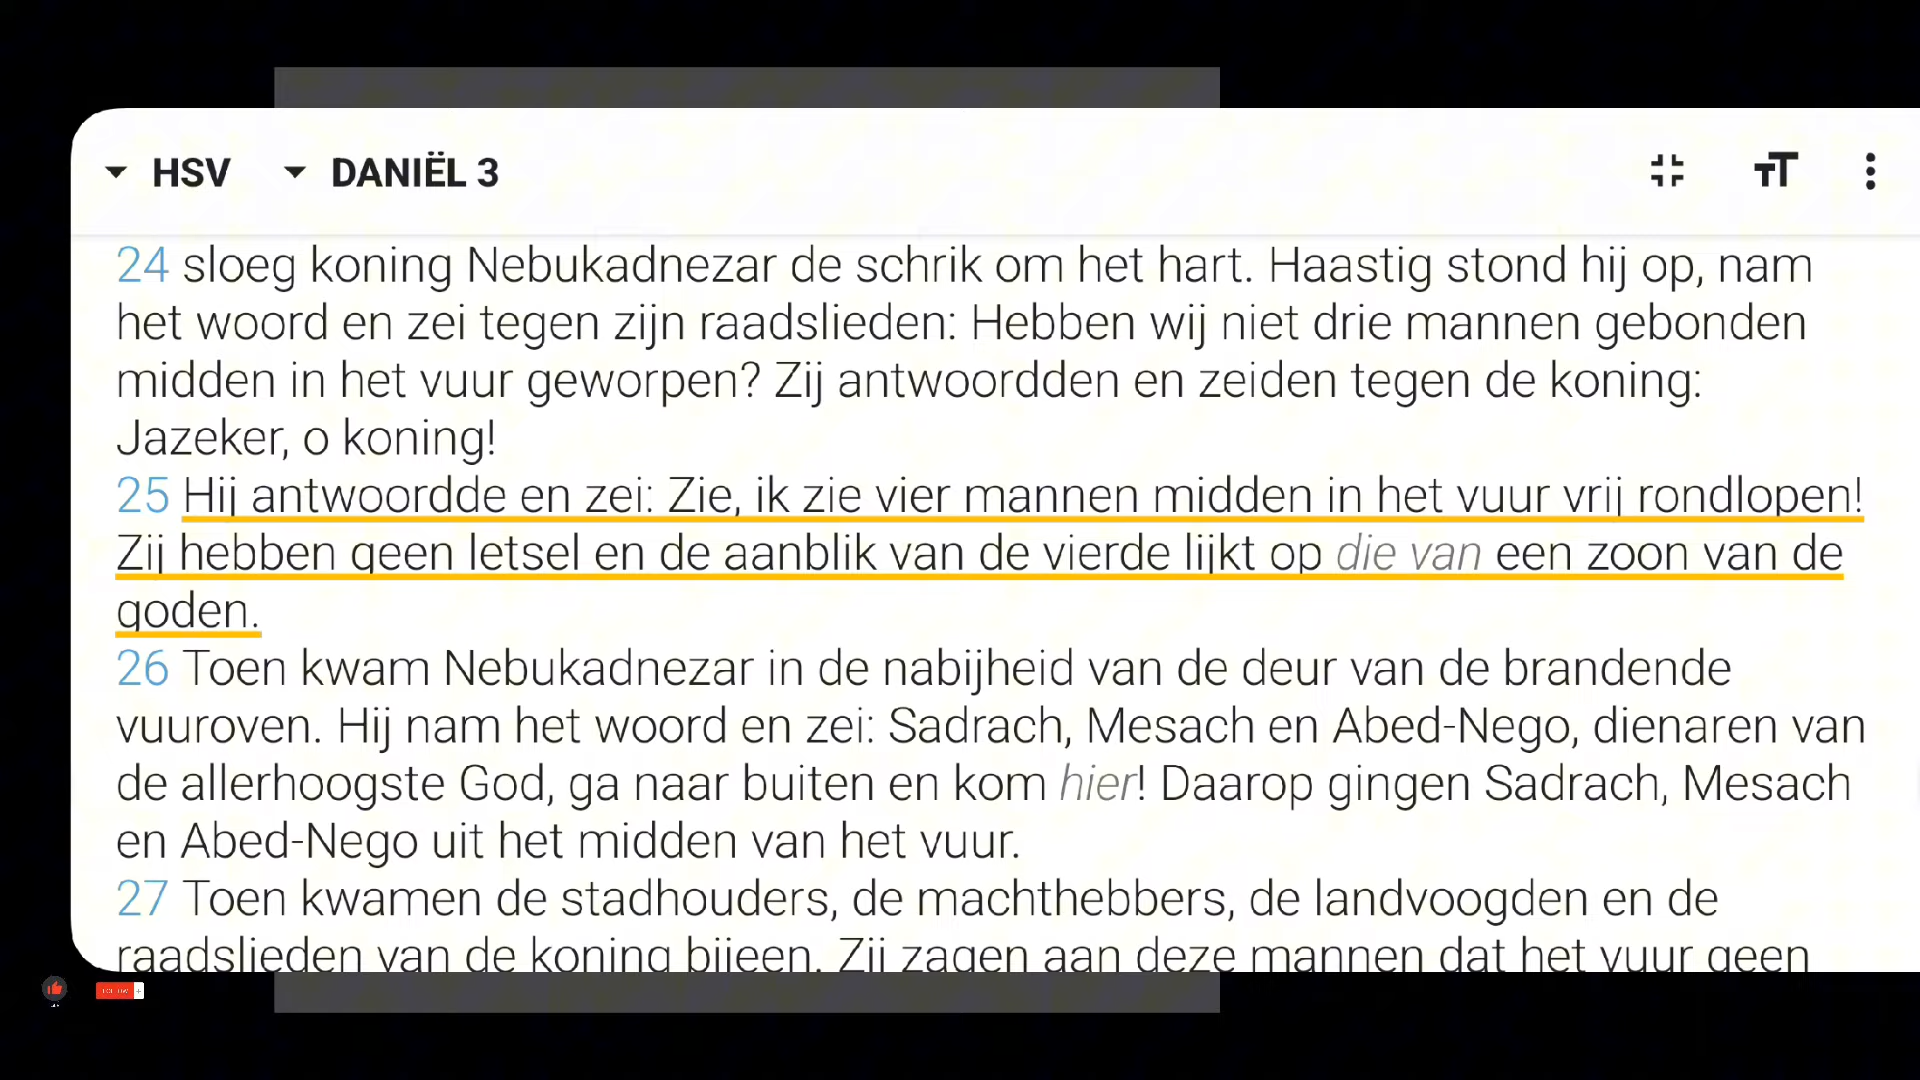 HSV DANIËL 3
24 sloeg koning Nebukadnezar de schrik om het hart. Haastig stond hij op, nam
het woord en zei tegen zijn raadslieden: Hebben wij niet drie mannen gebonden
midden in het vuur geworpen? Zij antwoordden en zeiden tegen de koning:
Jazeker, o koning!
25 Hij antwoordde en zei: Zie, ik zie vier mannen midden in het vuur vrij rondlopen!
Zij hebben geen letsel en de aanblik van de vierde lijkt op die van een zoon van de
goden.
26 Toen kwam Nebukadnezar in de nabijheid van de deur van de brandende
vuuroven. Hij nam het woord en zei: Sadrach, Mesach en Abed-Nego, dienaren van
de allerhoogste God, ga naar buiten en kom hier! Daarop gingen Sadrach, Mesach
en Abed-Nego uit het midden van het vuur.
27 Toen kwamen de stadhouders, de machthebbers, de landvoogden en de
raadslieden van de koning bijeen. Zij zagen aan deze mannen dat het vuur geen
FOLLOW